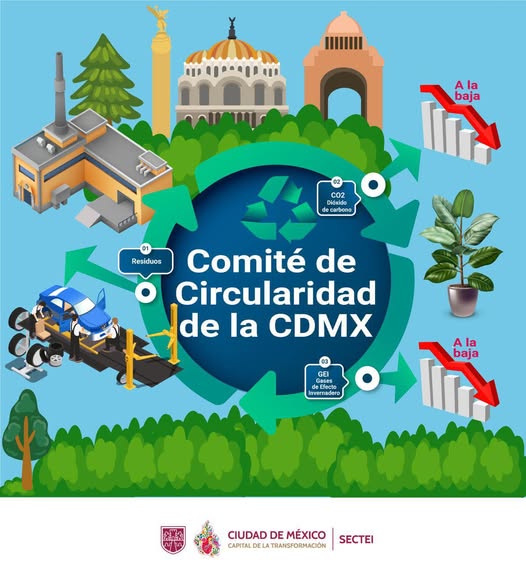 A la
baja
02
CO2
Dióxido
de carbono
01
Resíduos
Comité de
Circularidad
de la CDMX
03
GEI
Gases
de Efecto
Invernadero
A la
baja
CIUDAD DE MÉXICO
CAPITAL DE LA TRANSFORMACIÓN
SECTEI